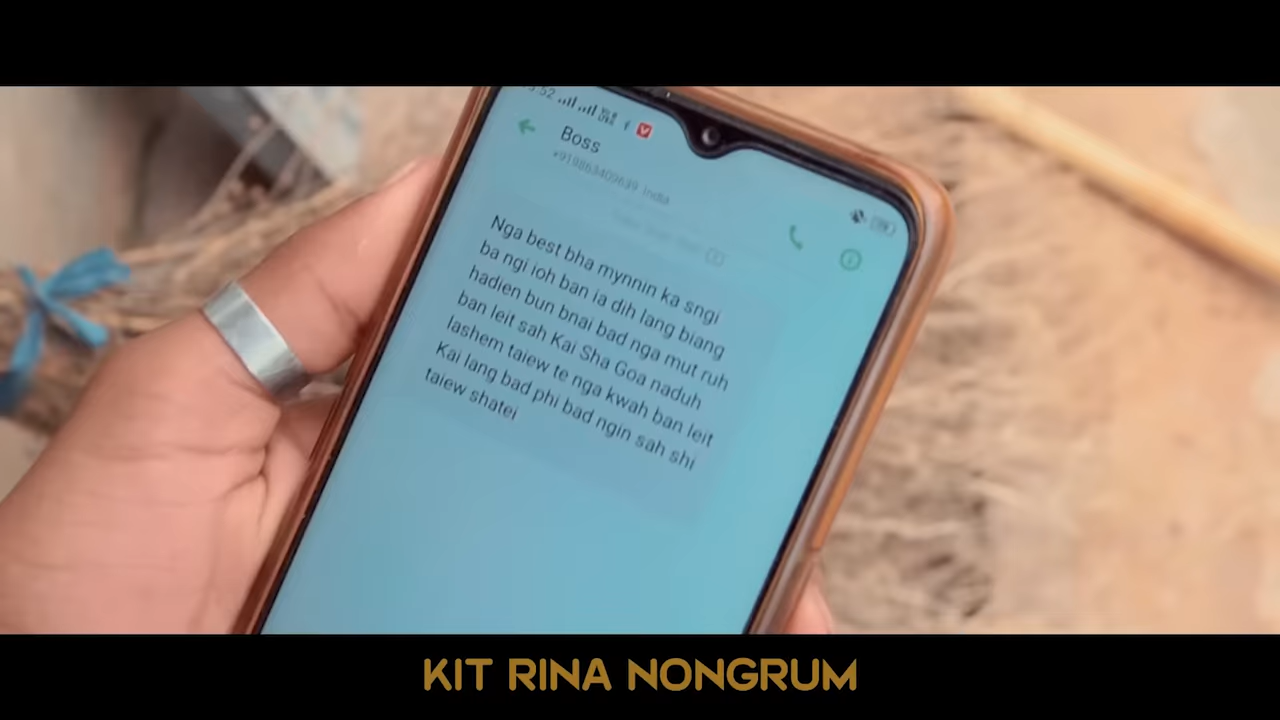 Boss
+919863409639 India
Nga best bha mynnin ka sngi
ba ngi ioh ban ia dih lang biang
hadien bun bnai bad nga mut ruh
ban leit sah Kai Sha Goa naduh
lashem taiew te nga kwah ban leit
Kai lang bad phi bad ngin sah shi
taiew shatei
KIT RINA NONGRUM